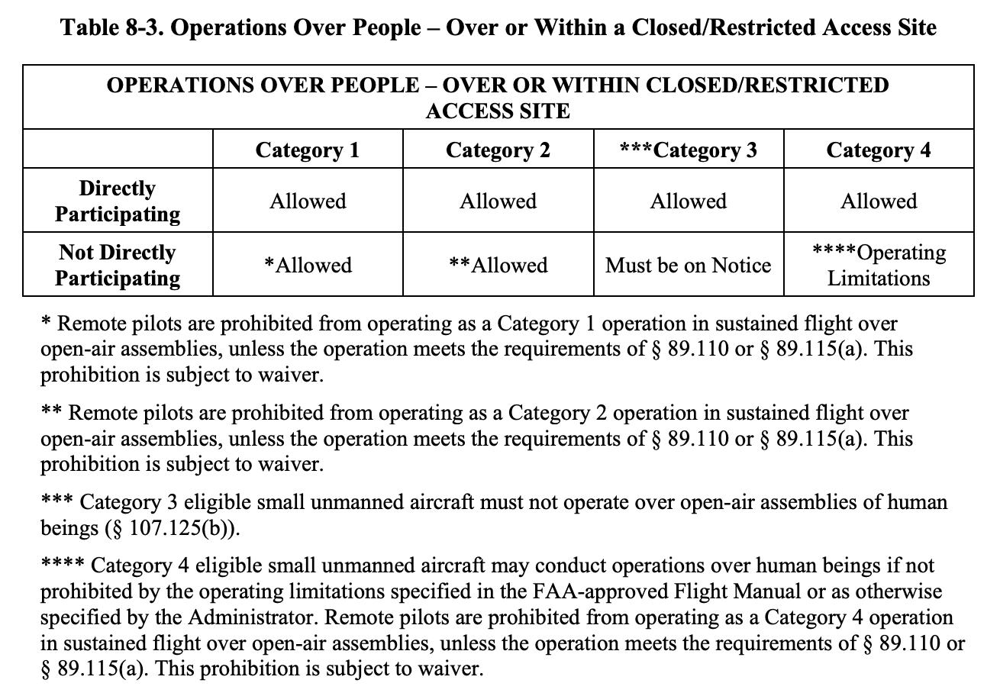 Table 8-3. Operations Over People – Over or Within a Closed/Restricted Access Site
OPERATIONS OVER PEOPLE – OVER OR WITHIN CLOSED/RESTRICTED
ACCESS SITE
Category 1 Category 2 ***Category 3 Category 4
Directly
Participating
Allowed Allowed Allowed Allowed
Not Directly
Participating
*Allowed **Allowed Must be on Notice ****Operating
Limitations
* Remote pilots are prohibited from operating as a Category 1 operation in sustained flight over
open-air assemblies, unless the operation meets the requirements of § 89.110 or § 89.115(a). This
prohibition is subject to waiver.
** Remote pilots are prohibited from operating as a Category 2 operation in sustained flight over
open-air assemblies, unless the operation meets the requirements of § 89.110 or § 89.115(a). This
prohibition is subject to waiver.
*** Category 3 eligible small unmanned aircraft must not operate over open-air assemblies of human
beings (§ 107.125(b)).
**** Category 4 eligible small unmanned aircraft may conduct operations over human beings if not
prohibited by the operating limitations specified in the FAA-approved Flight Manual or as otherwise
specified by the Administrator. Remote pilots are prohibited from operating as a Category 4 operation
in sustained flight over open-air assemblies, unless the operation meets the requirements of § 89.110 or
§ 89.115(a). This prohibition is subject to waiver.